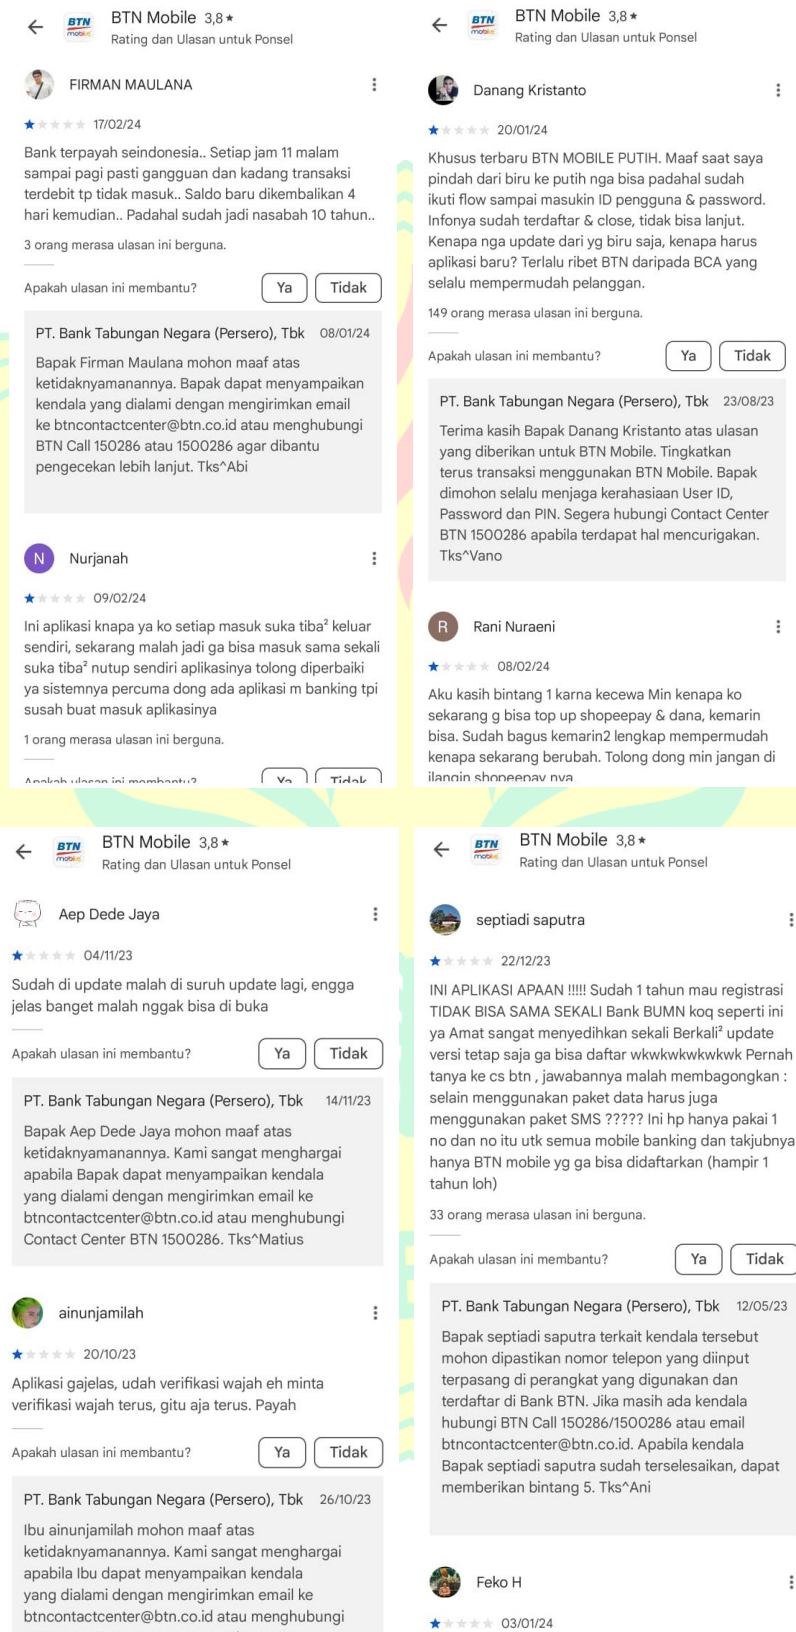 BTN Mobile 3,8★
Rating dan Ulasan untuk Ponsel
FIRMAN MAULANA
17/02/24
Bank terpayah seindonesia.. Setiap jam 11 malam
sampai pagi pasti gangguan dan kadang transaksi
terdebit tp tidak masuk.. Saldo baru dikembalikan 4
hari kemudian.. Padahal sudah jadi nasabah 10 tahun..
3 orang merasa ulasan ini berguna.
Apakah ulasan ini membantu? Ya Tidak
PT. Bank Tabungan Negara (Persero), Tbk 08/01/24
Bapak Firman Maulana mohon maaf atas
ketidaknyamanannya. Bapak dapat menyampaikan
kendala yang dialami dengan mengirimkan email
ke btncontactcenter@btn.co.id atau menghubungi
BTN Call 150286 atau 1500286 agar dibantu
pengecekan lebih lanjut. Tks^Abi
N Nurjanah
09/02/24
Ini aplikasi knapa ya ko setiap masuk suka tiba² keluar
sendiri, sekarang malah jadi ga bisa masuk sama sekali
suka tiba² nutup sendiri aplikasinya tolong diperbaiki
ya sistemnya percuma dong ada aplikasi m banking tpi
susah buat masuk aplikasinya
1 orang merasa ulasan ini berguna.
Apakah ulasan ini membantu? Ya Tidak
BTN Mobile 3,8★
Rating dan Ulasan untuk Ponsel
Danang Kristanto
20/01/24
Khusus terbaru BTN MOBILE PUTIH. Maaf saat saya
pindah dari biru ke putih nga bisa padahal sudah
ikuti flow sampai masukin ID pengguna & password.
Infonya sudah terdaftar & close, tidak bisa lanjut.
Kenapa nga update dari yg biru saja, kenapa harus
aplikasi baru? Terlalu ribet BTN daripada BCA yang
selalu mempermudah pelanggan.
149 orang merasa ulasan ini berguna.
Apakah ulasan ini membantu? Ya Tidak
PT. Bank Tabungan Negara (Persero), Tbk 23/08/23
Terima kasih Bapak Danang Kristanto atas ulasan
yang diberikan untuk BTN Mobile. Tingkatkan
terus transaksi menggunakan BTN Mobile. Bapak
dimohon selalu menjaga kerahasiaan User ID,
Password dan PIN. Segera hubungi Contact Center
BTN 1500286 apabila terdapat hal mencurigakan.
Tks^Vano
R Rani Nuraeni
08/02/24
Aku kasih bintang 1 karna kecewa Min kenapa ko
sekarang g bisa top up shopeepay & dana, kemarin
bisa. Sudah bagus kemarin2 lengkap mempermudah
kenapa sekarang berubah. Tolong dong min jangan di
ilangin shopeepay nya
BTN Mobile 3,8★
Rating dan Ulasan untuk Ponsel
Aep Dede Jaya
04/11/23
Sudah di update malah di suruh update lagi, engga
jelas banget malah nggak bisa di buka
Apakah ulasan ini membantu? Ya Tidak
PT. Bank Tabungan Negara (Persero), Tbk 14/11/23
Bapak Aep Dede Jaya mohon maaf atas
ketidaknyamanannya. Kami sangat menghargai
apabila Bapak dapat menyampaikan kendala
yang dialami dengan mengirimkan email ke
btncontactcenter@btn.co.id atau menghubungi
Contact Center BTN 1500286. Tks^Matius
ainunjamilah
20/10/23
Aplikasi gajelas, udah verifikasi wajah eh minta
verifikasi wajah terus, gitu aja terus. Payah
Apakah ulasan ini membantu? Ya Tidak
PT. Bank Tabungan Negara (Persero), Tbk 26/10/23
Ibu ainunjamilah mohon maaf atas
ketidaknyamanannya. Kami sangat menghargai
apabila Ibu dapat menyampaikan kendala
yang dialami dengan mengirimkan email ke
btncontactcenter@btn.co.id atau menghubungi
BTN Mobile 3,8★
Rating dan Ulasan untuk Ponsel
septiadi saputra
22/12/23
INI APLIKASI APAAN !!!!! Sudah 1 tahun mau registrasi
TIDAK BISA SAMA SEKALI Bank BUMN koq seperti ini
ya Amat sangat menyedihkan sekali Berkali² update
versi tetap saja ga bisa daftar wkwkwkwkwkwk Pernah
tanya ke cs btn , jawabannya malah membagongkan :
selain menggunakan paket data harus juga
menggunakan paket SMS ????? Ini hp hanya pakai 1
no dan no itu utk semua mobile banking dan takjubnya
hanya BTN mobile yg ga bisa didaftarkan (hampir 1
tahun loh)
33 orang merasa ulasan ini berguna.
Apakah ulasan ini membantu? Ya Tidak
PT. Bank Tabungan Negara (Persero), Tbk 12/05/23
Bapak septiadi saputra terkait kendala tersebut
mohon dipastikan nomor telepon yang diinput
terpasang di perangkat yang digunakan dan
terdaftar di Bank BTN. Jika masih ada kendala
hubungi BTN Call 150286/1500286 atau email
btncontactcenter@btn.co.id. Apabila kendala
Bapak septiadi saputra sudah terselesaikan, dapat
memberikan bintang 5. Tks^Ani
Feko H
03/01/24